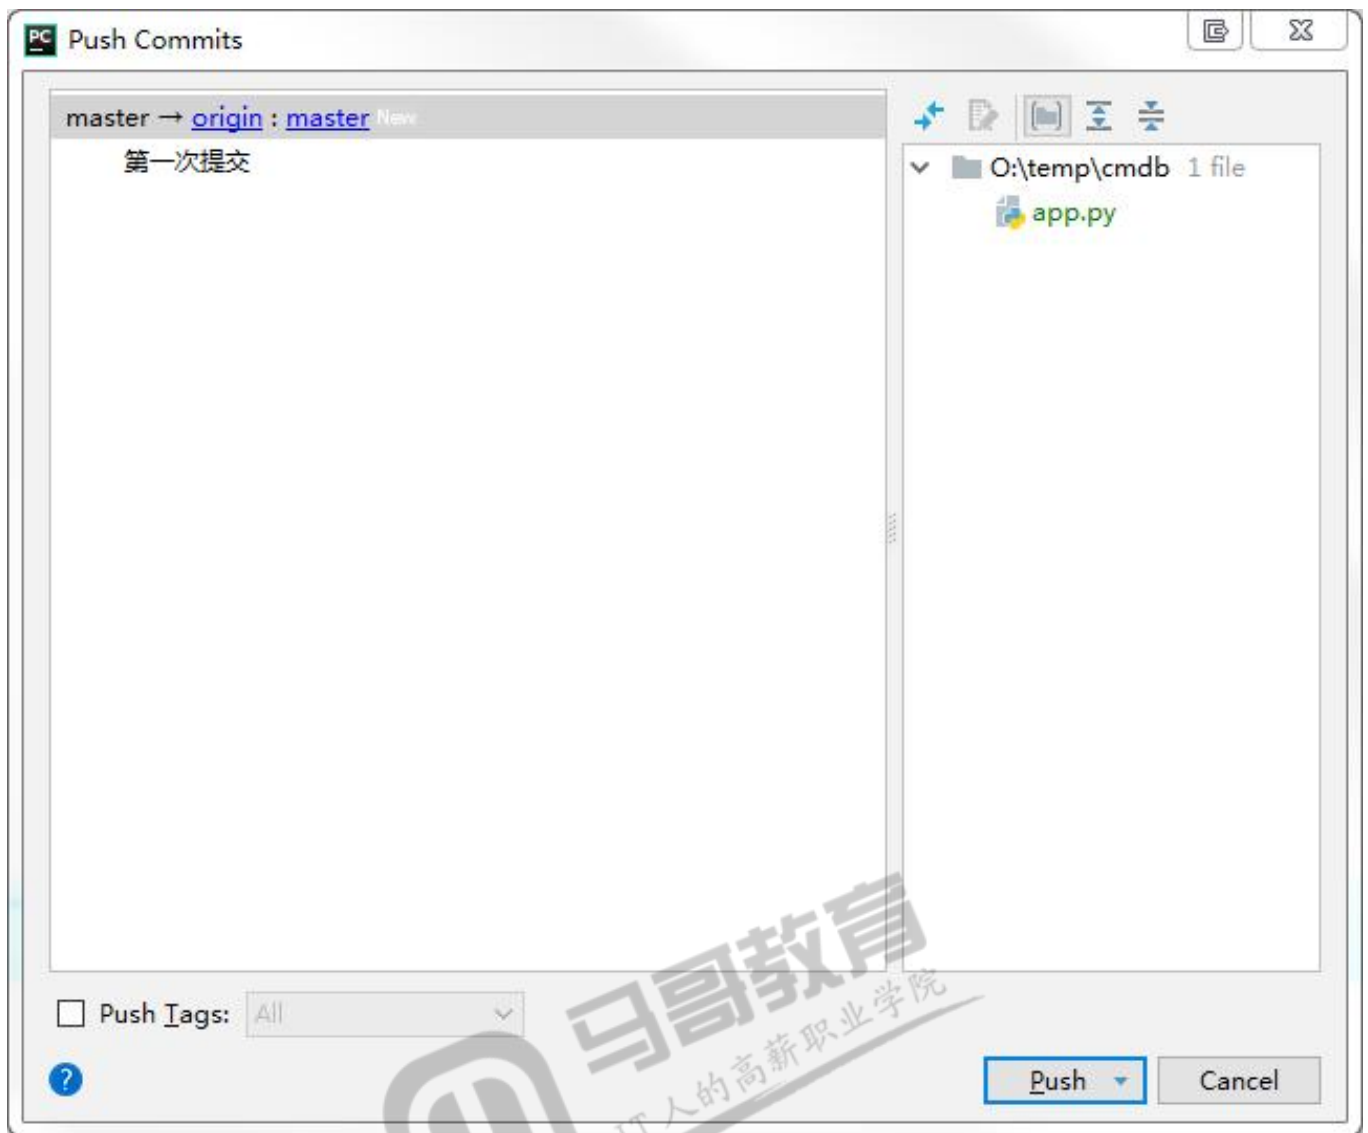 PC Push Commits
master → origin : master New
第一次提交
O:\temp\cmdb 1 file
app.py
Push Tags: All
?
Push Cancel
马哥教育
IT人的高薪职业学院